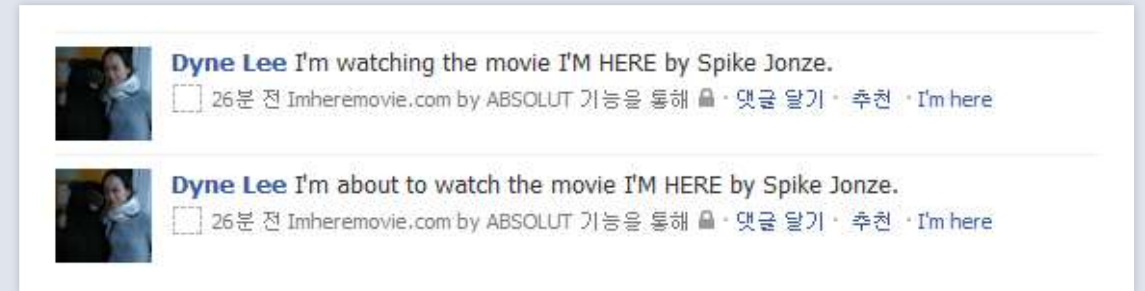 Dyne Lee I'm watching the movie I'M HERE by Spike Jonze.
26분 전 Imheremovie.com by ABSOLUT 기능을 통해 · 댓글 달기 · 추천 · I'm here
Dyne Lee I'm about to watch the movie I'M HERE by Spike Jonze.
26분 전 Imheremovie.com by ABSOLUT 기능을 통해 · 댓글 달기 · 추천 · I'm here